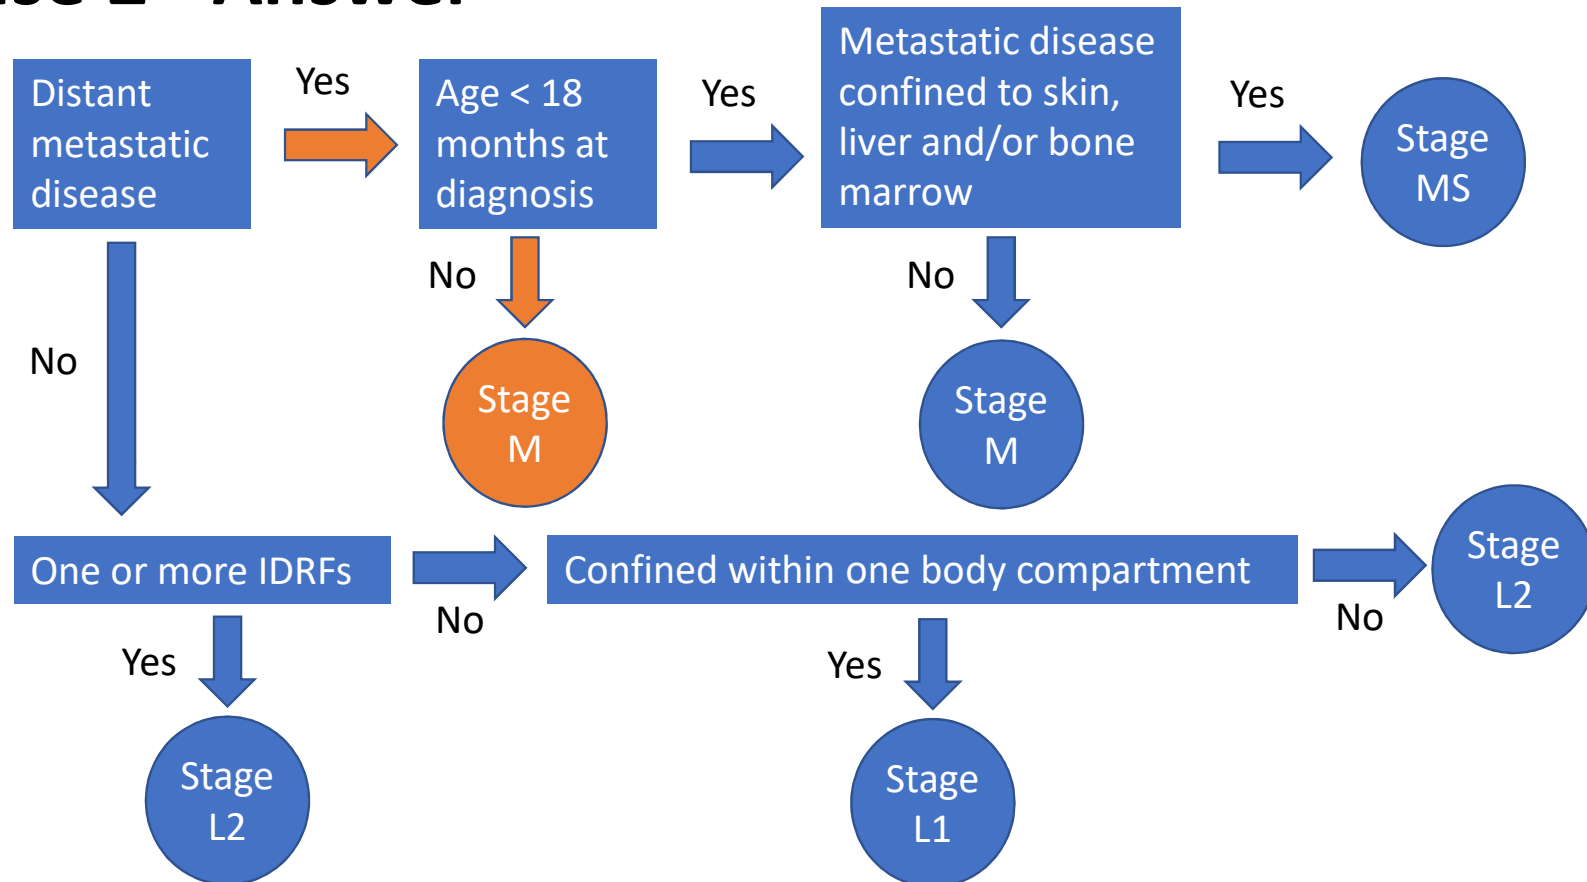 Distant
metastatic
disease
Yes
Age < 18
months at
diagnosis
Yes
Metastatic disease
confined to skin,
liver and/or bone
marrow
Yes
Stage
MS
No
No
No
Stage
M
Stage
M
One or more IDRFs
No
Confined within one body compartment
No
Stage
L2
Yes
Yes
Stage
L2
Stage
L1